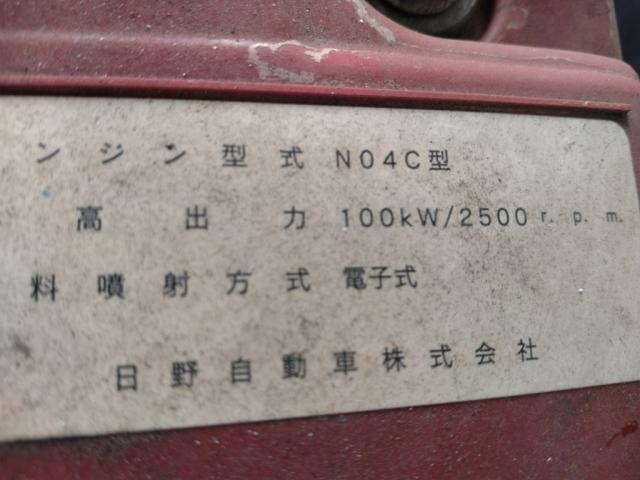 ンジン型式 N04C型
高出力 100kW/2500r.p.m.
料噴射方式 電子式
日野自動車株式会社